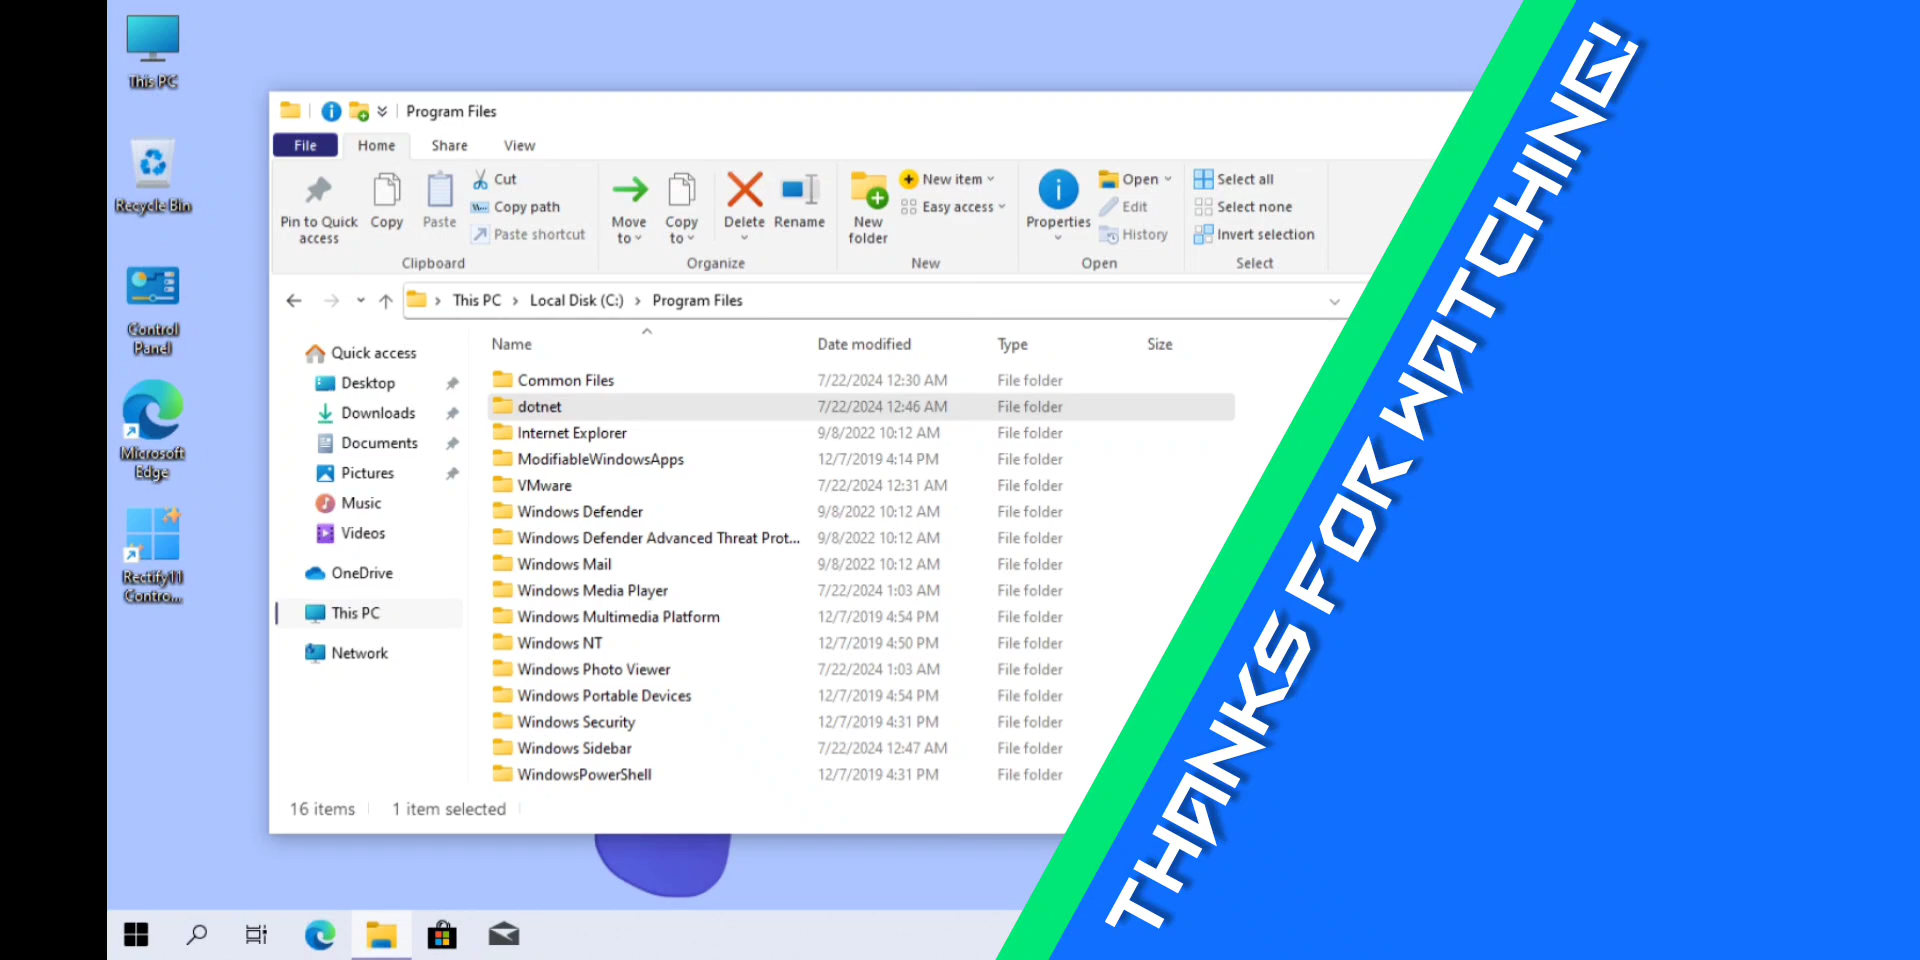 This PC
Recycle Bin
Control
Panel
Microsoft
Edge
Rectify11
Contro...
Program Files
File
Home
Share
View
Pin to Quick
access
Copy
Paste
Cut
Copy path
Paste shortcut
Clipboard
Move
to
Copy
to
Delete
Rename
Organize
New
folder
New item
Easy access
New
Properties
Open
Edit
History
Open
Select all
Select none
Invert selection
Select
This PC › Local Disk (C:) › Program Files
Quick access
Desktop
Downloads
Documents
Pictures
Music
Videos
OneDrive
This PC
Network
Name Date modified Type Size
Common Files 7/22/2024 12:30 AM File folder
dotnet 7/22/2024 12:46 AM File folder
Internet Explorer 9/8/2022 10:12 AM File folder
ModifiableWindowsApps 12/7/2019 4:14 PM File folder
VMware 7/22/2024 12:31 AM File folder
Windows Defender 9/8/2022 10:12 AM File folder
Windows Defender Advanced Threat Prot... 9/8/2022 10:12 AM File folder
Windows Mail 9/8/2022 10:12 AM File folder
Windows Media Player 7/22/2024 1:03 AM File folder
Windows Multimedia Platform 12/7/2019 4:54 PM File folder
Windows NT 12/7/2019 4:50 PM File folder
Windows Photo Viewer 7/22/2024 1:03 AM File folder
Windows Portable Devices 12/7/2019 4:54 PM File folder
Windows Security 12/7/2019 4:31 PM File folder
Windows Sidebar 7/22/2024 12:47 AM File folder
WindowsPowerShell 12/7/2019 4:31 PM File folder
16 items 1 item selected
THANKS FOR WATCHING!